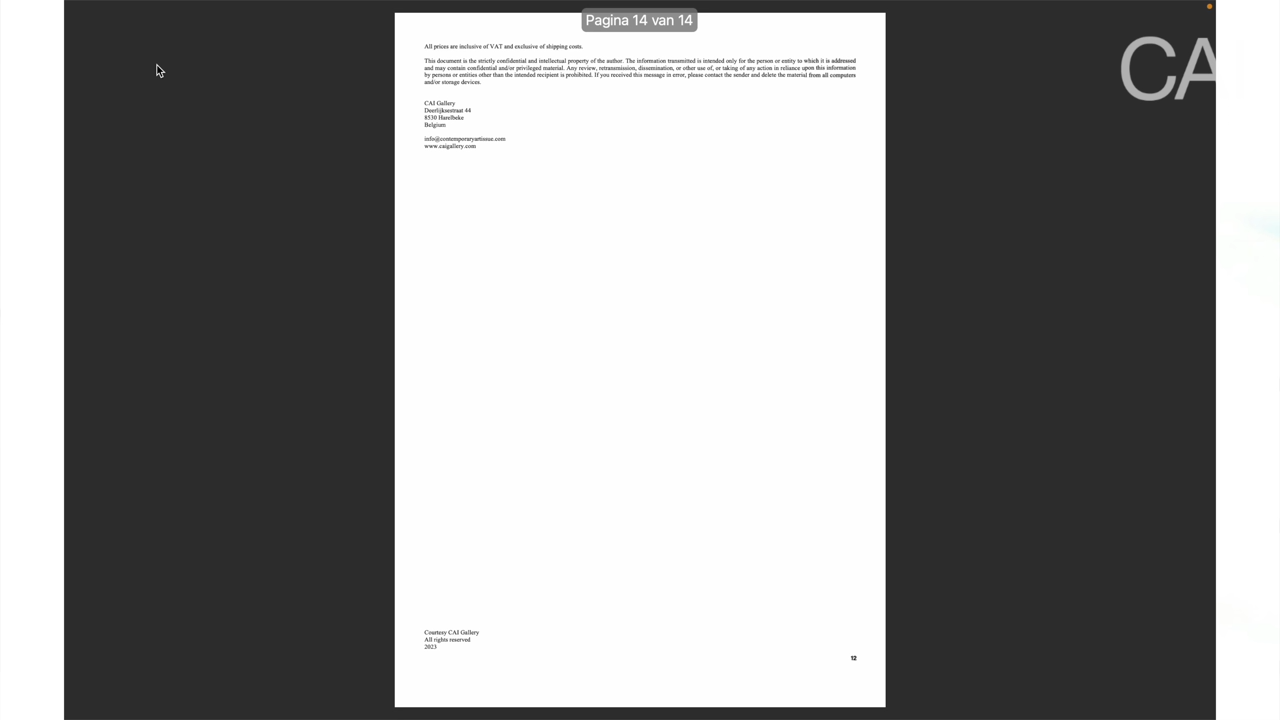 Pagina 14 van 14
CA
All prices are inclusive of VAT and exclusive of shipping costs.
This document is the strictly confidential and intellectual property of the author. The information transmitted is intended only for the person or entity to which it is addressed
and may contain confidential and/or privileged material. Any review, retransmission, dissemination, or other use of, or taking of any action in reliance upon this information
by persons or entities other than the intended recipient is prohibited. If you received this message in error, please contact the sender and delete the material from all computers
and/or storage devices.
CAI Gallery
Deerlijksestraat 44
8530 Harelbeke
Belgium
info@contemporaryartissue.com
www.caigallery.com
Courtesy CAI Gallery
All rights reserved
2023
12